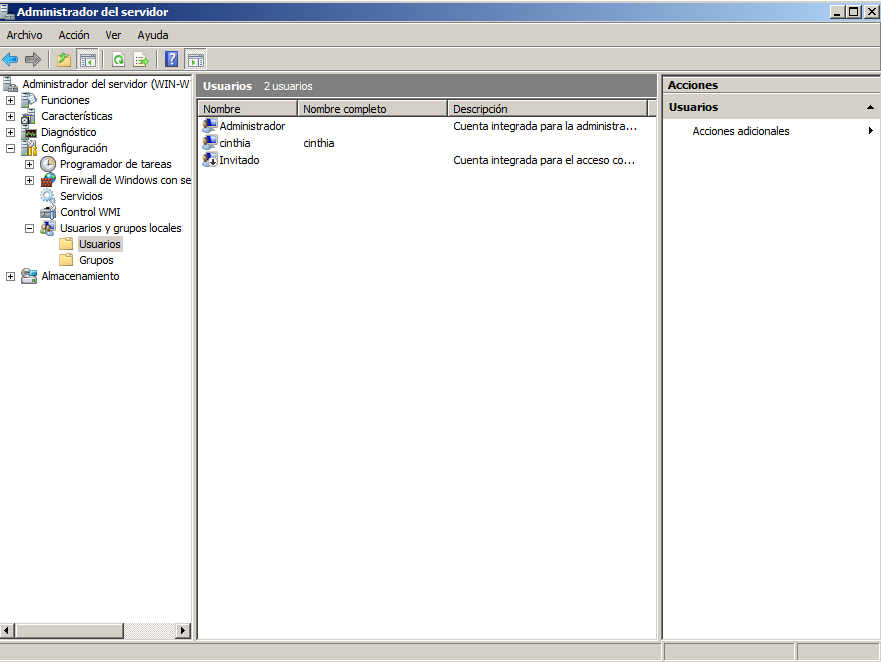 Administrador del servidor
Archivo Acción Ver Ayuda
Administrador del servidor (WIN-W
Funciones
Características
Diagnóstico
Configuración
Programador de tareas
Firewall de Windows con se
Servicios
Control WMI
Usuarios y grupos locales
Usuarios
Grupos
Almacenamiento
Usuarios 2 usuarios
Nombre Nombre completo Descripción
Administrador Cuenta integrada para la administra...
cinthia cinthia
Invitado Cuenta integrada para el acceso co...
Acciones
Usuarios
Acciones adicionales